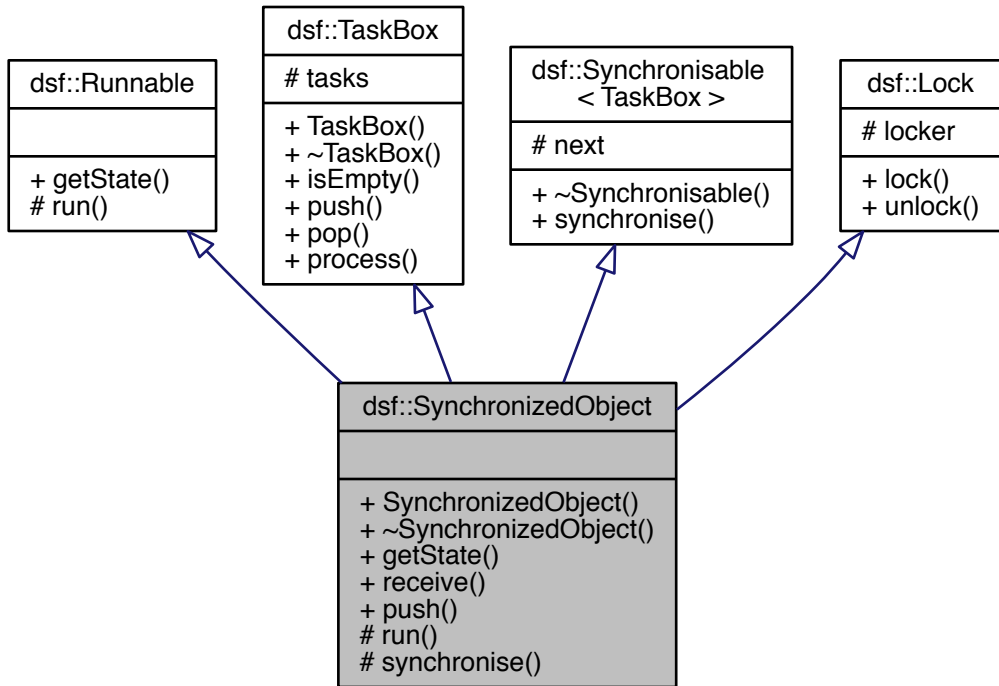 dsf::Runnable
+ getState()
# run()
dsf::TaskBox
# tasks
+ TaskBox()
+ ~TaskBox()
+ isEmpty()
+ push()
+ pop()
+ process()
dsf::Synchronisable
< TaskBox >
# next
+ ~Synchronisable()
+ synchronise()
dsf::Lock
# locker
+ lock()
+ unlock()
dsf::SynchronizedObject
+ SynchronizedObject()
+ ~SynchronizedObject()
+ getState()
+ receive()
+ push()
# run()
# synchronise()